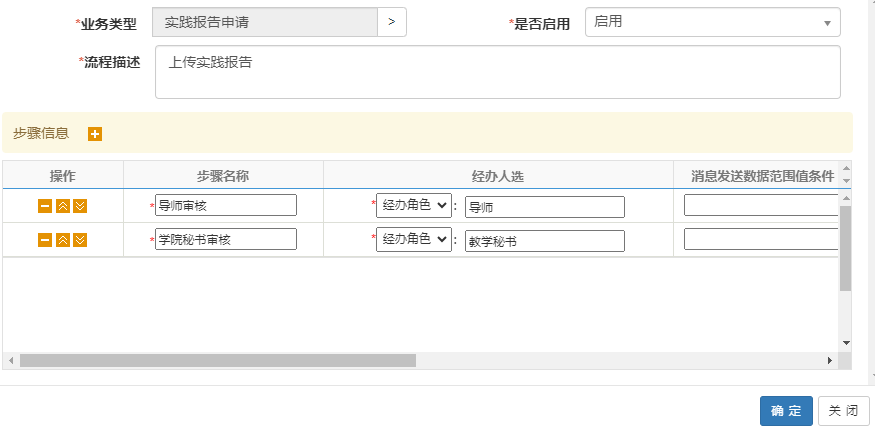 *业务类型 实践报告申请 > *是否启用 启用
*流程描述 上传实践报告
步骤信息
操作 步骤名称 经办人选 消息发送数据范围值条件
*导师审核 *经办角色 : 导师
*学院秘书审核 *经办角色 : 教学秘书
确 定 关 闭